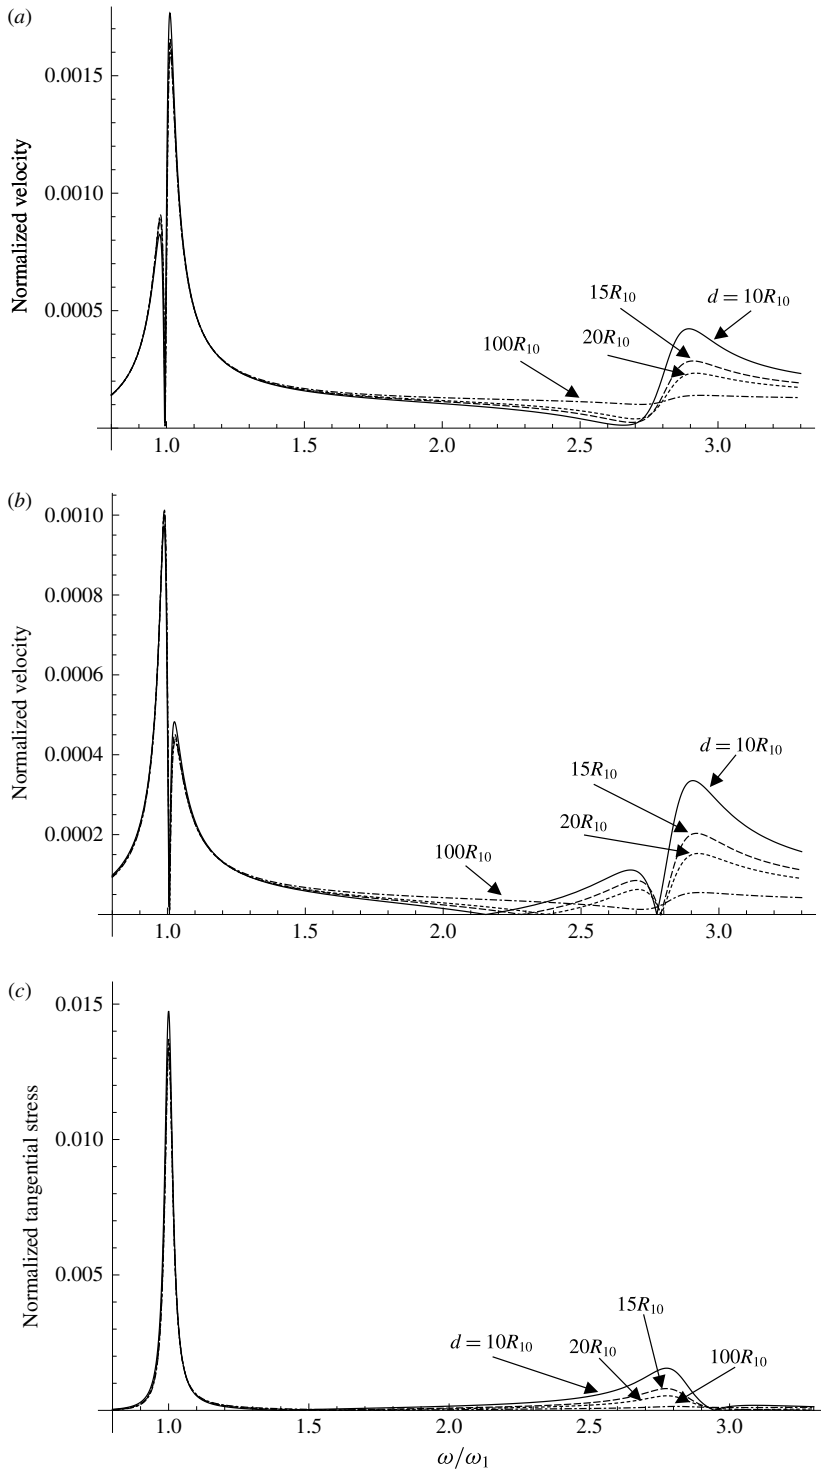 (a)
0.0015
0.0010
0.0005
Normalized velocity
15R10
d = 10R10
20R10
100R10
1.0 1.5 2.0 2.5 3.0
(b)
0.0010
0.0008
0.0006
0.0004
0.0002
Normalized velocity
d = 10R10
15R10
20R10
100R10
1.0 1.5 2.0 2.5 3.0
(c)
0.015
0.010
0.005
Normalized tangential stress
15R10
d = 10R10
20R10
100R10
1.0 1.5 2.0 2.5 3.0
ω/ω1